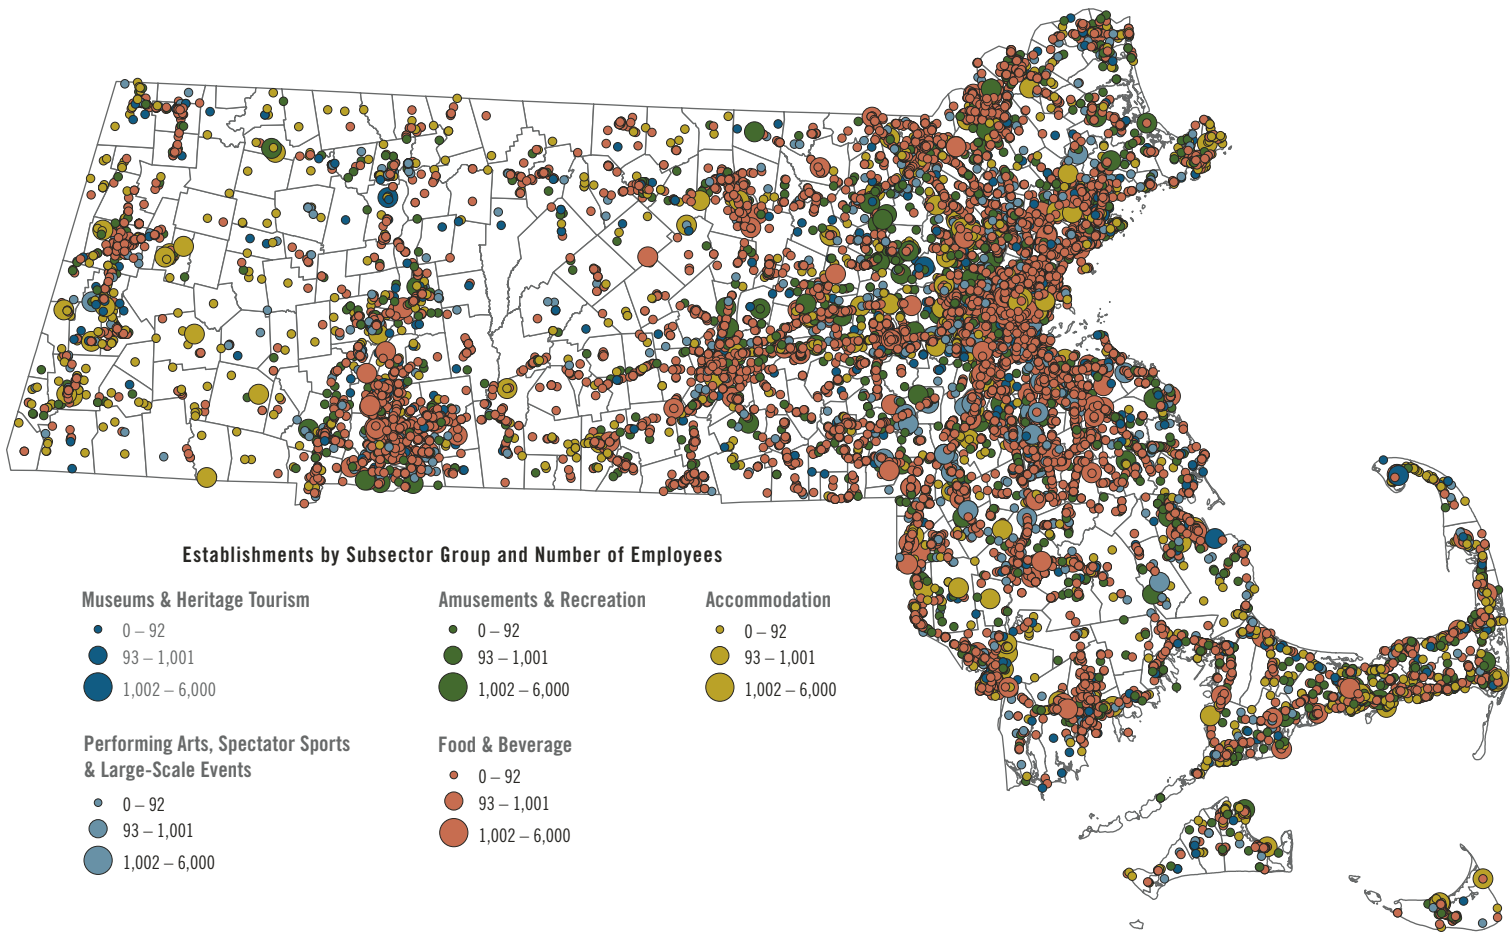 Establishments by Subsector Group and Number of Employees
Museums & Heritage Tourism
0 – 92
93 – 1,001
1,002 – 6,000
Amusements & Recreation
0 – 92
93 – 1,001
1,002 – 6,000
Accommodation
0 – 92
93 – 1,001
1,002 – 6,000
Performing Arts, Spectator Sports
& Large-Scale Events
0 – 92
93 – 1,001
1,002 – 6,000
Food & Beverage
0 – 92
93 – 1,001
1,002 – 6,000